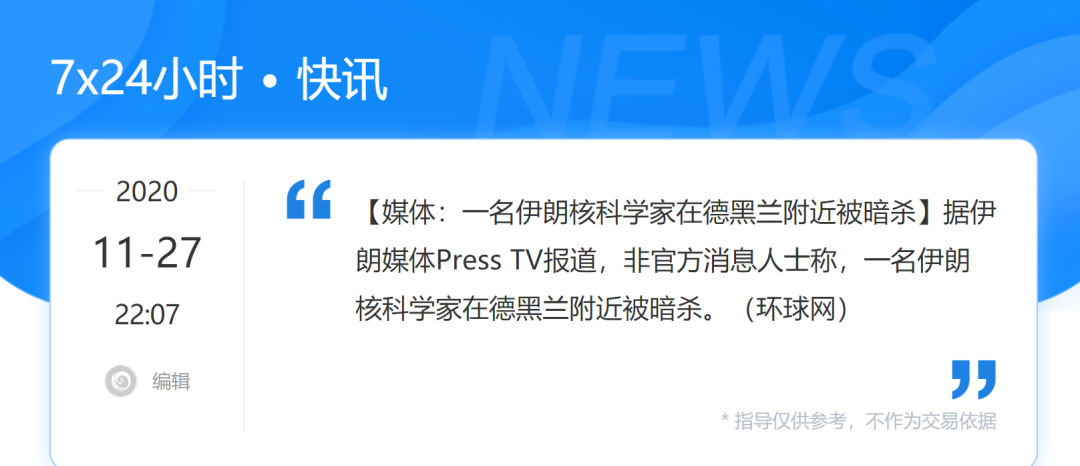 NEWS
7x24小时 • 快讯
2020
11-27
22:07
编辑
“
【媒体：一名伊朗核科学家在德黑兰附近被暗杀】据伊
朗媒体Press TV报道，非官方消息人士称，一名伊朗
核科学家在德黑兰附近被暗杀。（环球网）
”
* 指导仅供参考，不作为交易依据